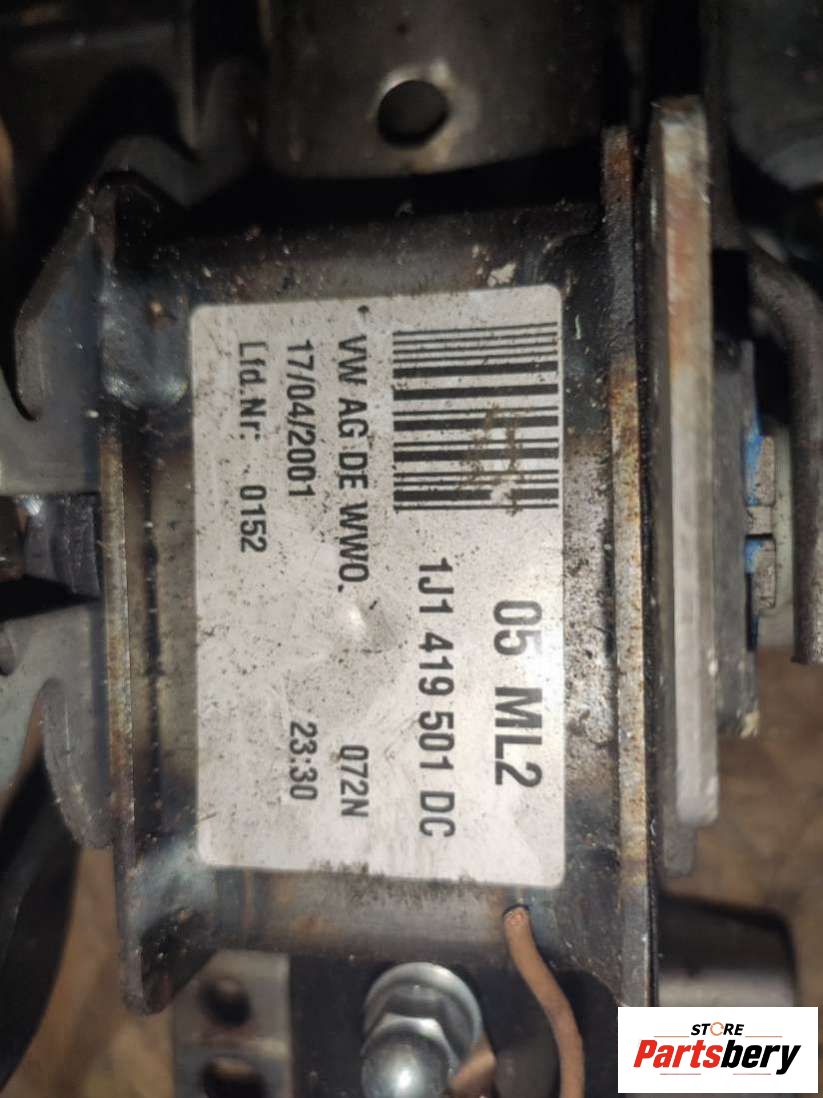 05 ML2
1J1 419 501 DC
VW AG DE WWO. Q72N
17/04/2001 23:30
Lfd.Nr: 0152
STORE
Partsbery